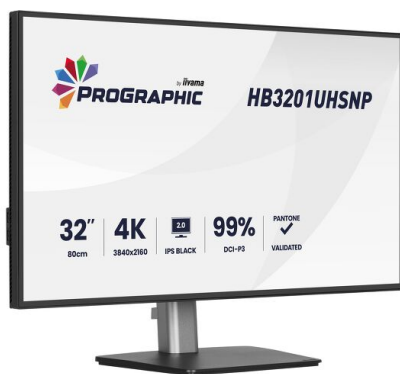 by iiyama
PROGRAPHIC
HB3201UHSNP
32"
80cm
4K
3840x2160
2.0
IPS BLACK
99%
DCI-P3
PANTONE
VALIDATED